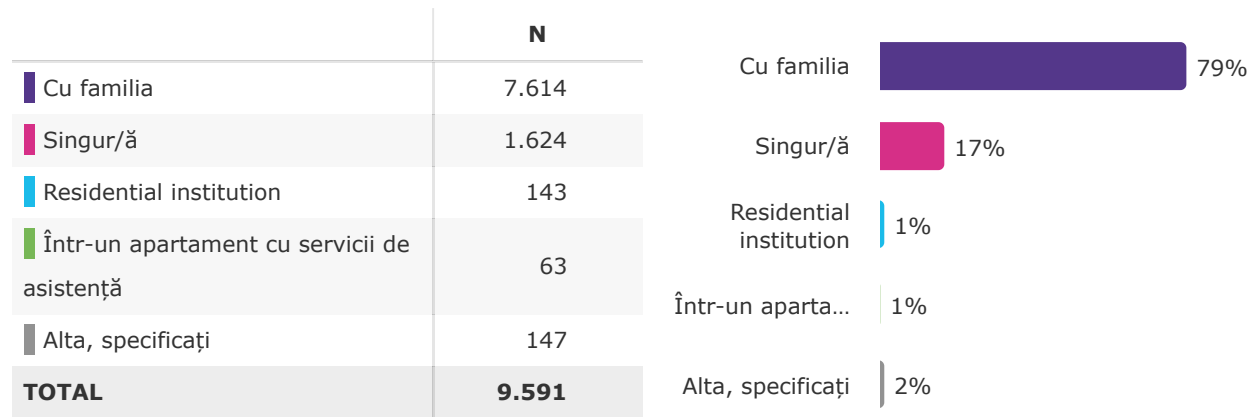 N
Cu familia 7.614
Singur/ă 1.624
Residential institution 143
Într-un apartament cu servicii de
asistență 63
Alta, specificați 147
TOTAL 9.591
Cu familia 79%
Singur/ă 17%
Residential
institution 1%
Într-un aparta... 1%
Alta, specificați 2%